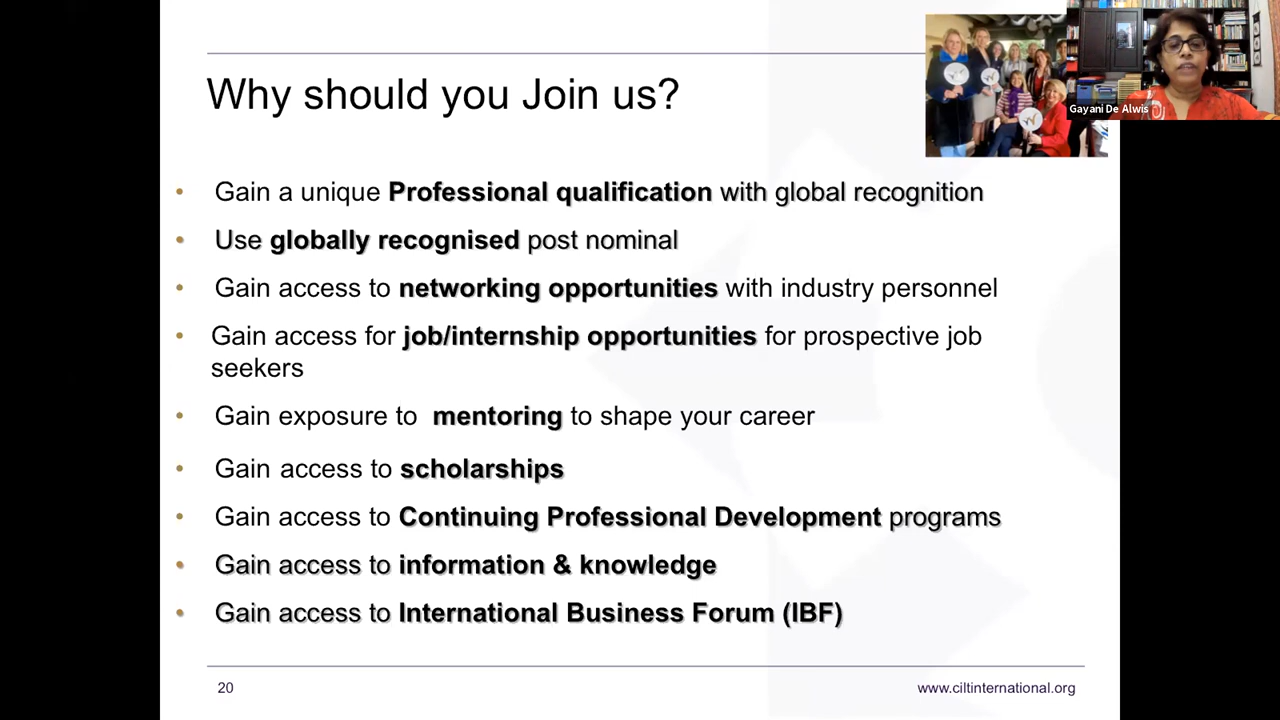 Why should you Join us?
Gayani De Alwis
• Gain a unique Professional qualification with global recognition
• Use globally recognised post nominal
• Gain access to networking opportunities with industry personnel
• Gain access for job/internship opportunities for prospective job
seekers
• Gain exposure to mentoring to shape your career
• Gain access to scholarships
• Gain access to Continuing Professional Development programs
• Gain access to information & knowledge
• Gain access to International Business Forum (IBF)
20
www.ciltinternational.org